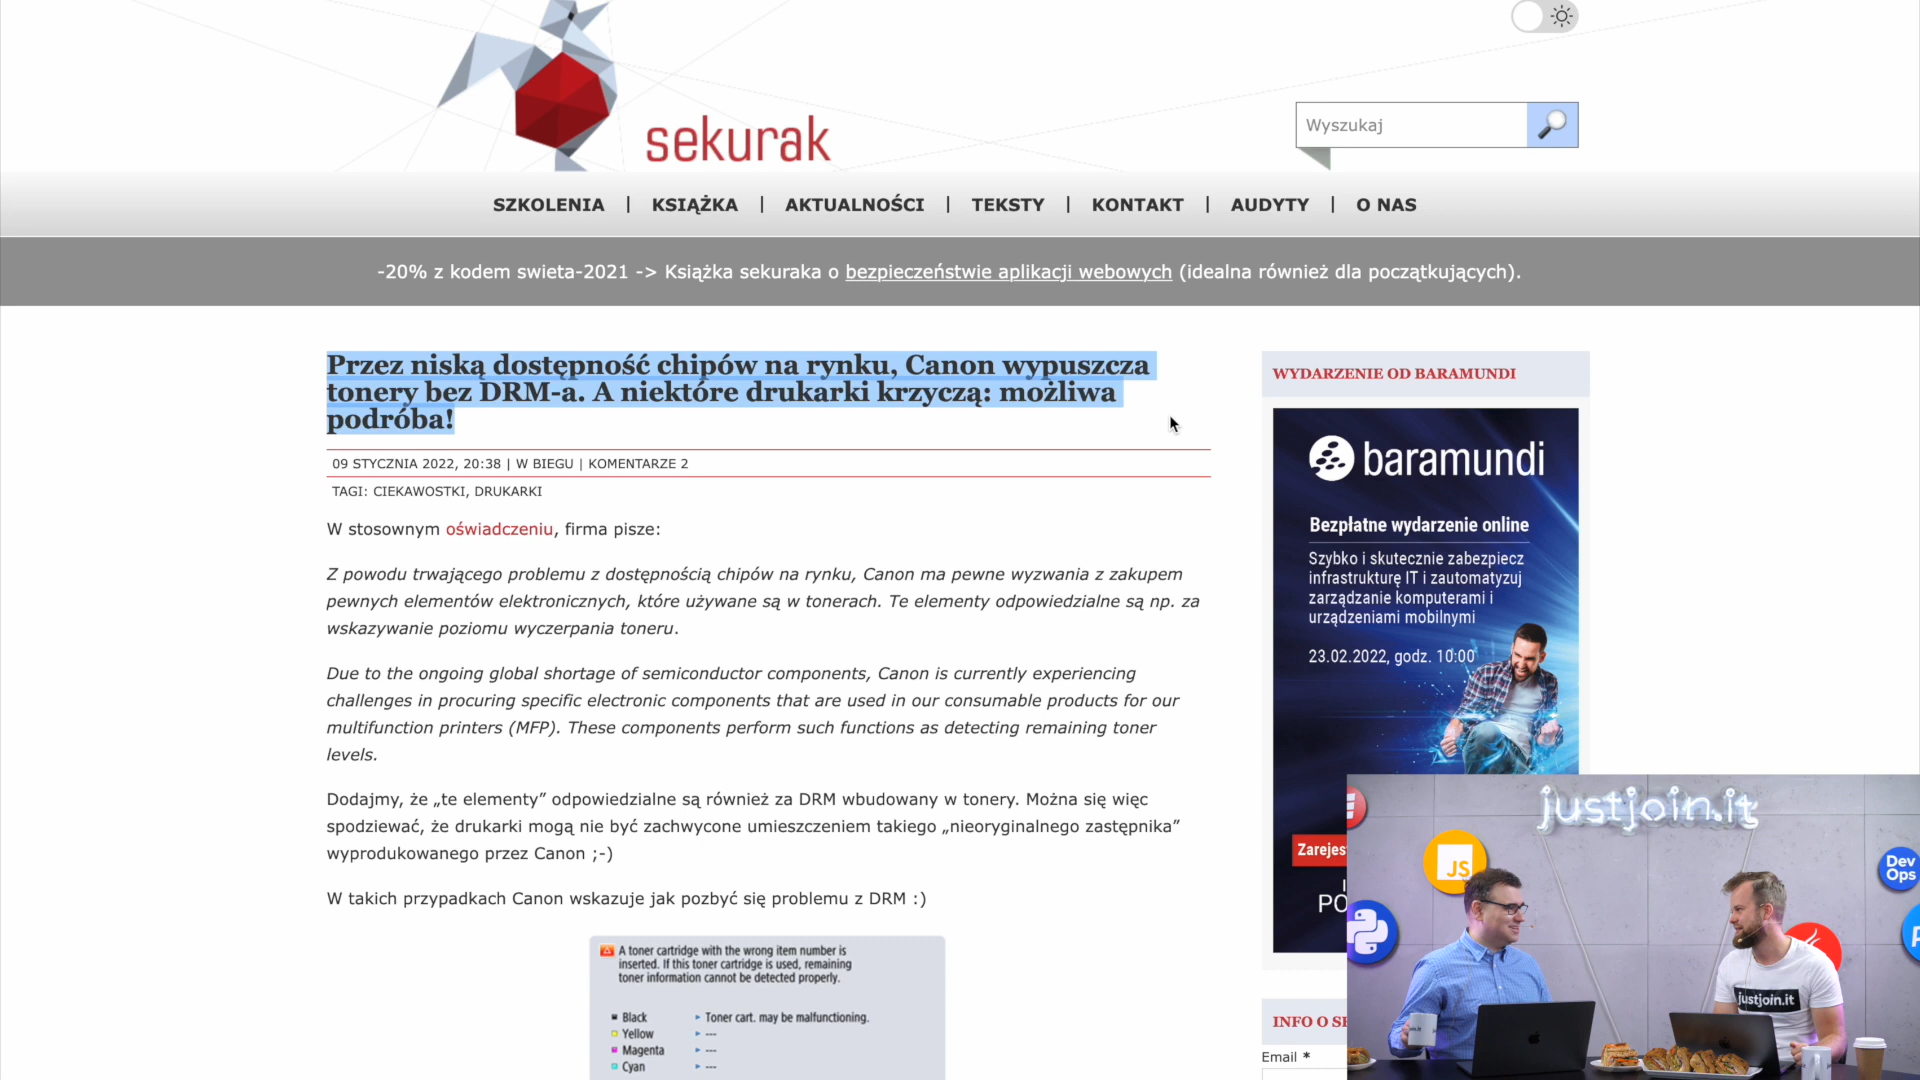 sekurak
Wyszukaj
SZKOLENIA | KSIĄŻKA | AKTUALNOŚCI | TEKSTY | KONTAKT | AUDYTY | O NAS
-20% z kodem swieta-2021 -> Książka sekuraka o bezpieczeństwie aplikacji webowych (idealna również dla początkujących).
Przez niską dostępność chipów na rynku, Canon wypuszcza
tonery bez DRM-a. A niektóre drukarki krzyczą: możliwa
podróba!
09 STYCZNIA 2022, 20:38 | W BIEGU | KOMENTARZE 2
TAGI: CIEKAWOSTKI, DRUKARKI
W stosownym oświadczeniu, firma pisze:
Z powodu trwającego problemu z dostępnością chipów na rynku, Canon ma pewne wyzwania z zakupem
pewnych elementów elektronicznych, które używane są w tonerach. Te elementy odpowiedzialne są np. za
wskazywanie poziomu wyczerpania toneru.
Due to the ongoing global shortage of semiconductor components, Canon is currently experiencing
challenges in procuring specific electronic components that are used in our consumable products for our
multifunction printers (MFP). These components perform such functions as detecting remaining toner
levels.
Dodajmy, że „te elementy” odpowiedzialne są również za DRM wbudowany w tonery. Można się więc
spodziewać, że drukarki mogą nie być zachwycone umieszczeniem takiego „nieoryginalnego zastępnika”
wyprodukowanego przez Canon ;-)
W takich przypadkach Canon wskazuje jak pozbyć się problemu z DRM :)
A toner cartridge with the wrong item number is
inserted. If this toner cartridge is used, remaining
toner information cannot be detected properly.
Black Toner cart. may be malfunctioning.
Yellow ---
Magenta ---
Cyan ---
WYDARZENIE OD BARAMUNDI
baramundi
Bezpłatne wydarzenie online
Szybko i skutecznie zabezpiecz
infrastrukturę IT i zautomatyzuj
zarządzanie komputerami i
urządzeniami mobilnymi
23.02.2022, godz. 10:00
Zarejes
PO
INFO O SE
Email *
justjoin.it
JS
Dev
Ops
justjoin.it